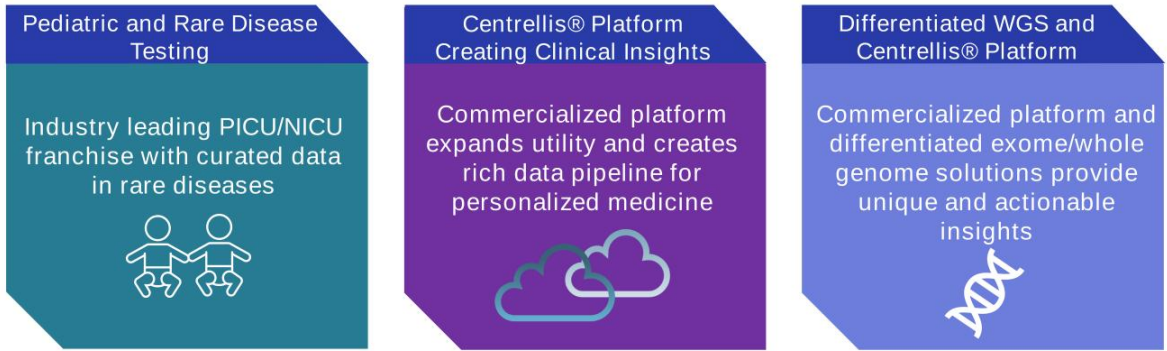 Pediatric and Rare Disease
Testing
Industry leading PICU/NICU
franchise with curated data
in rare diseases
Centrellis® Platform
Creating Clinical Insights
Commercialized platform
expands utility and creates
rich data pipeline for
personalized medicine
Differentiated WGS and
Centrellis® Platform
Commercialized platform and
differentiated exome/whole
genome solutions provide
unique and actionable
insights